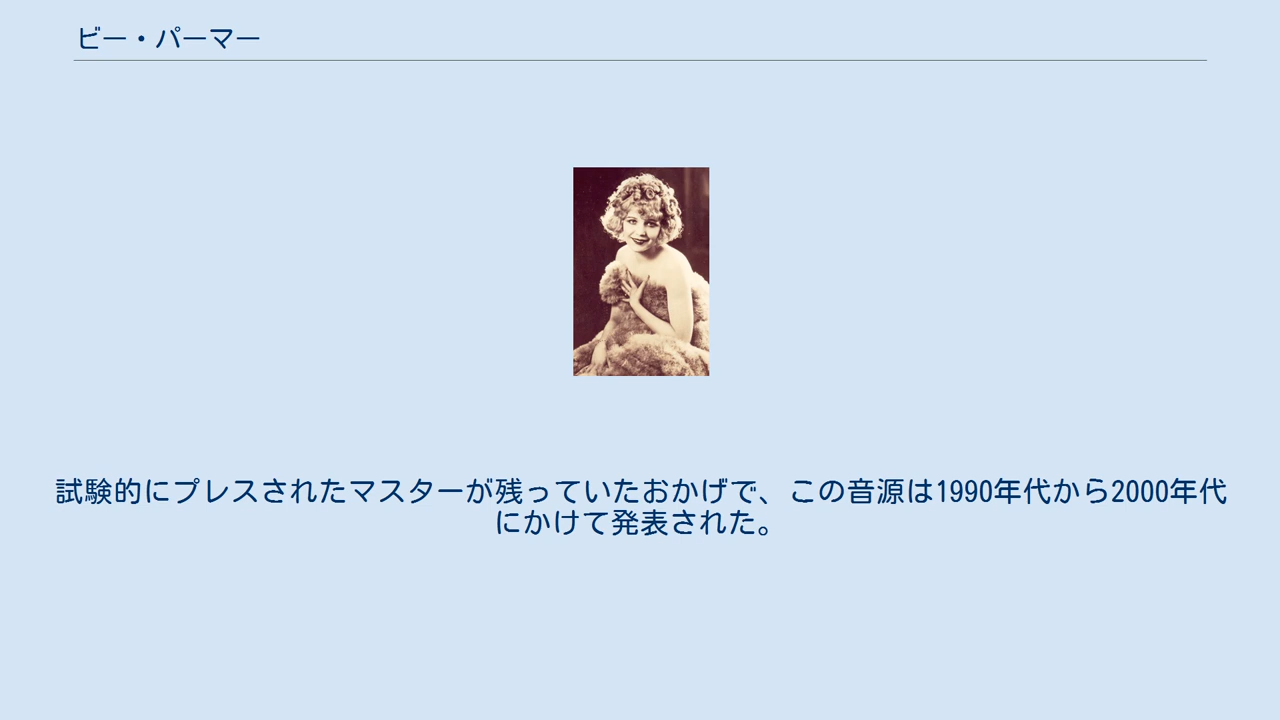 ビー・パーマー
試験的にプレスされたマスターが残っていたおかげで、この音源は1990年代から2000年代
にかけて発表された。